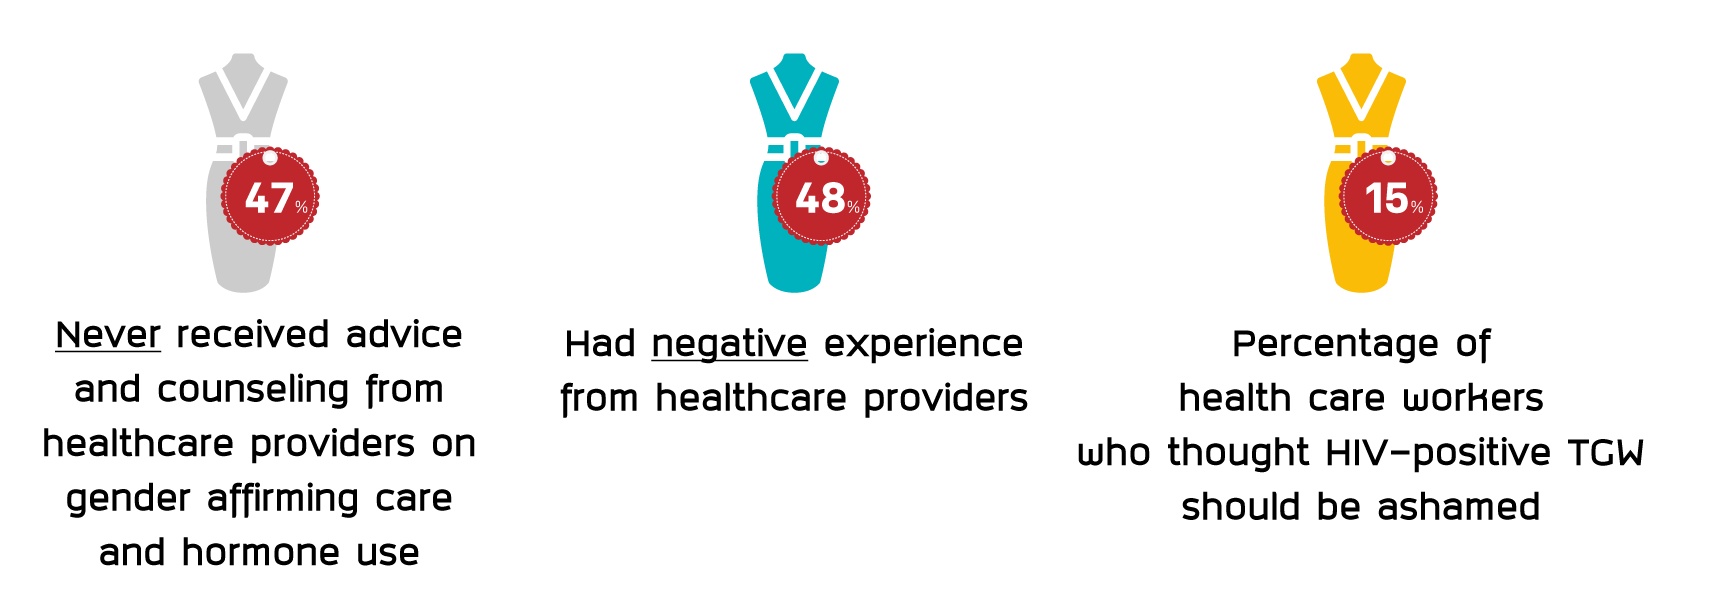 47%
Never received advice
and counseling from
healthcare providers on
gender affirming care
and hormone use
48%
Had negative experience
from healthcare providers
15%
Percentage of
health care workers
who thought HIV-positive TGW
should be ashamed